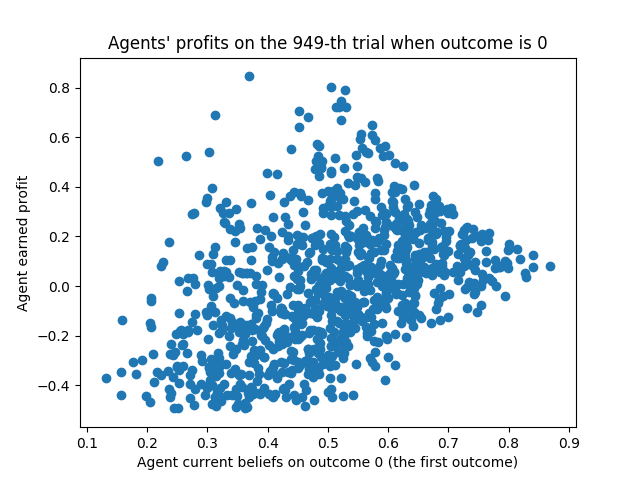 Agents' profits on the 949-th trial when outcome is 0
Agent earned profit
0.8
0.6
0.4
0.2
0.0
−0.2
−0.4
0.1 0.2 0.3 0.4 0.5 0.6 0.7 0.8 0.9
Agent current beliefs on outcome 0 (the first outcome)